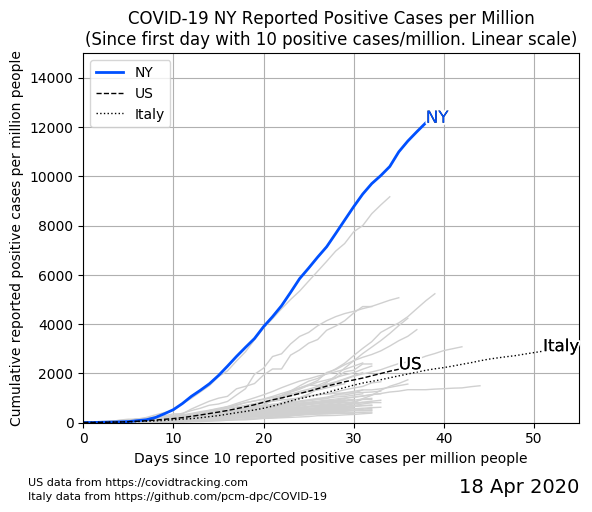 COVID-19 NY Reported Positive Cases per Million
(Since first day with 10 positive cases/million. Linear scale)
Cumulative reported positive cases per million people
14000
12000
10000
8000
6000
4000
2000
0
NY
US
Italy
NY
Italy
US
0 10 20 30 40 50
Days since 10 reported positive cases per million people
US data from https://covidtracking.com
Italy data from https://github.com/pcm-dpc/COVID-19
18 Apr 2020